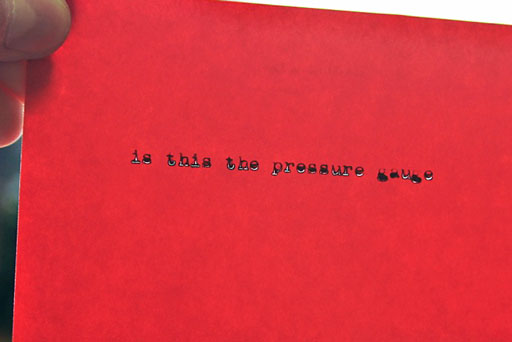 is this the pressure gauge